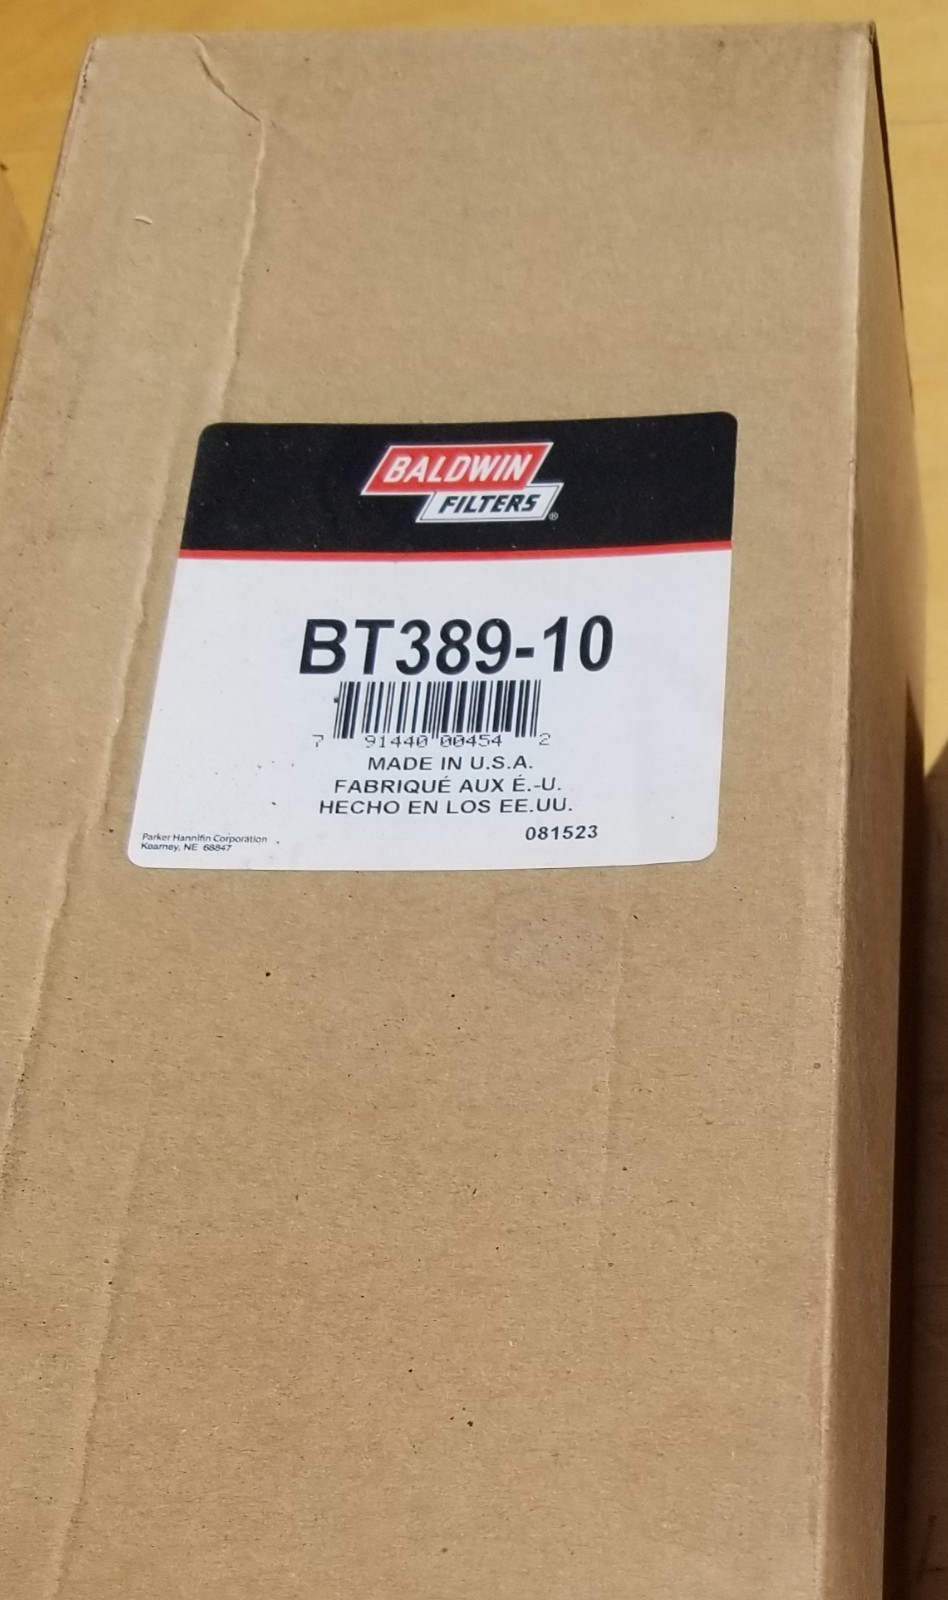 BALDWIN
FILTERS®
BT389-10
7 91440 00454 2
MADE IN U.S.A.
FABRIQUÉ AUX É.-U.
HECHO EN LOS EE.UU.
081523
Parker Hannifin Corporation
Kearney, NE 68847